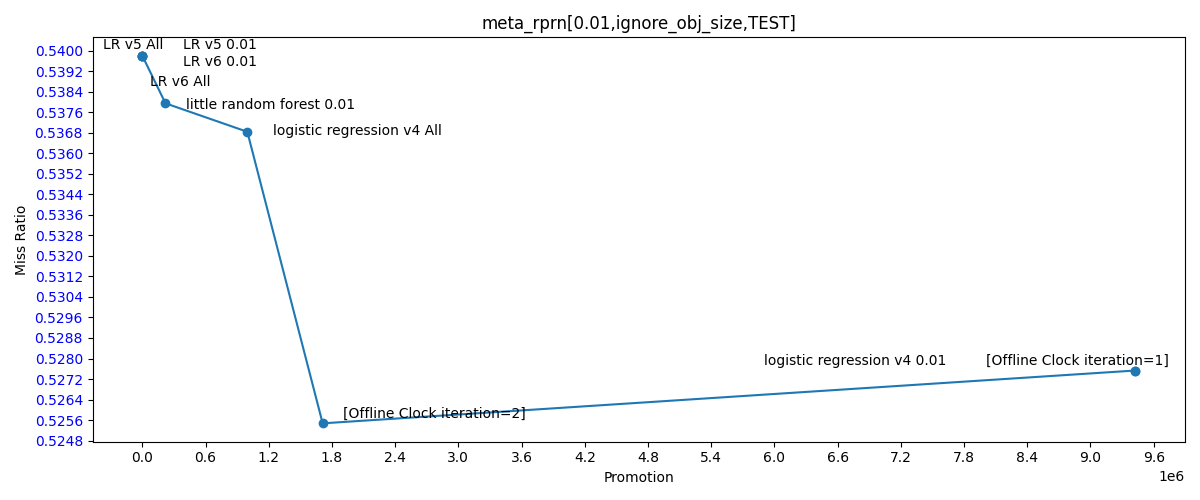 meta_rprn[0.01,ignore_obj_size,TEST]
Miss Ratio
0.5400
0.5392
0.5384
0.5376
0.5368
0.5360
0.5352
0.5344
0.5336
0.5328
0.5320
0.5312
0.5304
0.5296
0.5288
0.5280
0.5272
0.5264
0.5256
0.5248
LR v5 All
LR v5 0.01
LR v6 0.01
LR v6 All
little random forest 0.01
logistic regression v4 All
logistic regression v4 0.01
[Offline Clock iteration=1]
[Offline Clock iteration=2]
0.0 0.6 1.2 1.8 2.4 3.0 3.6 4.2 4.8 5.4 6.0 6.6 7.2 7.8 8.4 9.0 9.6
1e6
Promotion